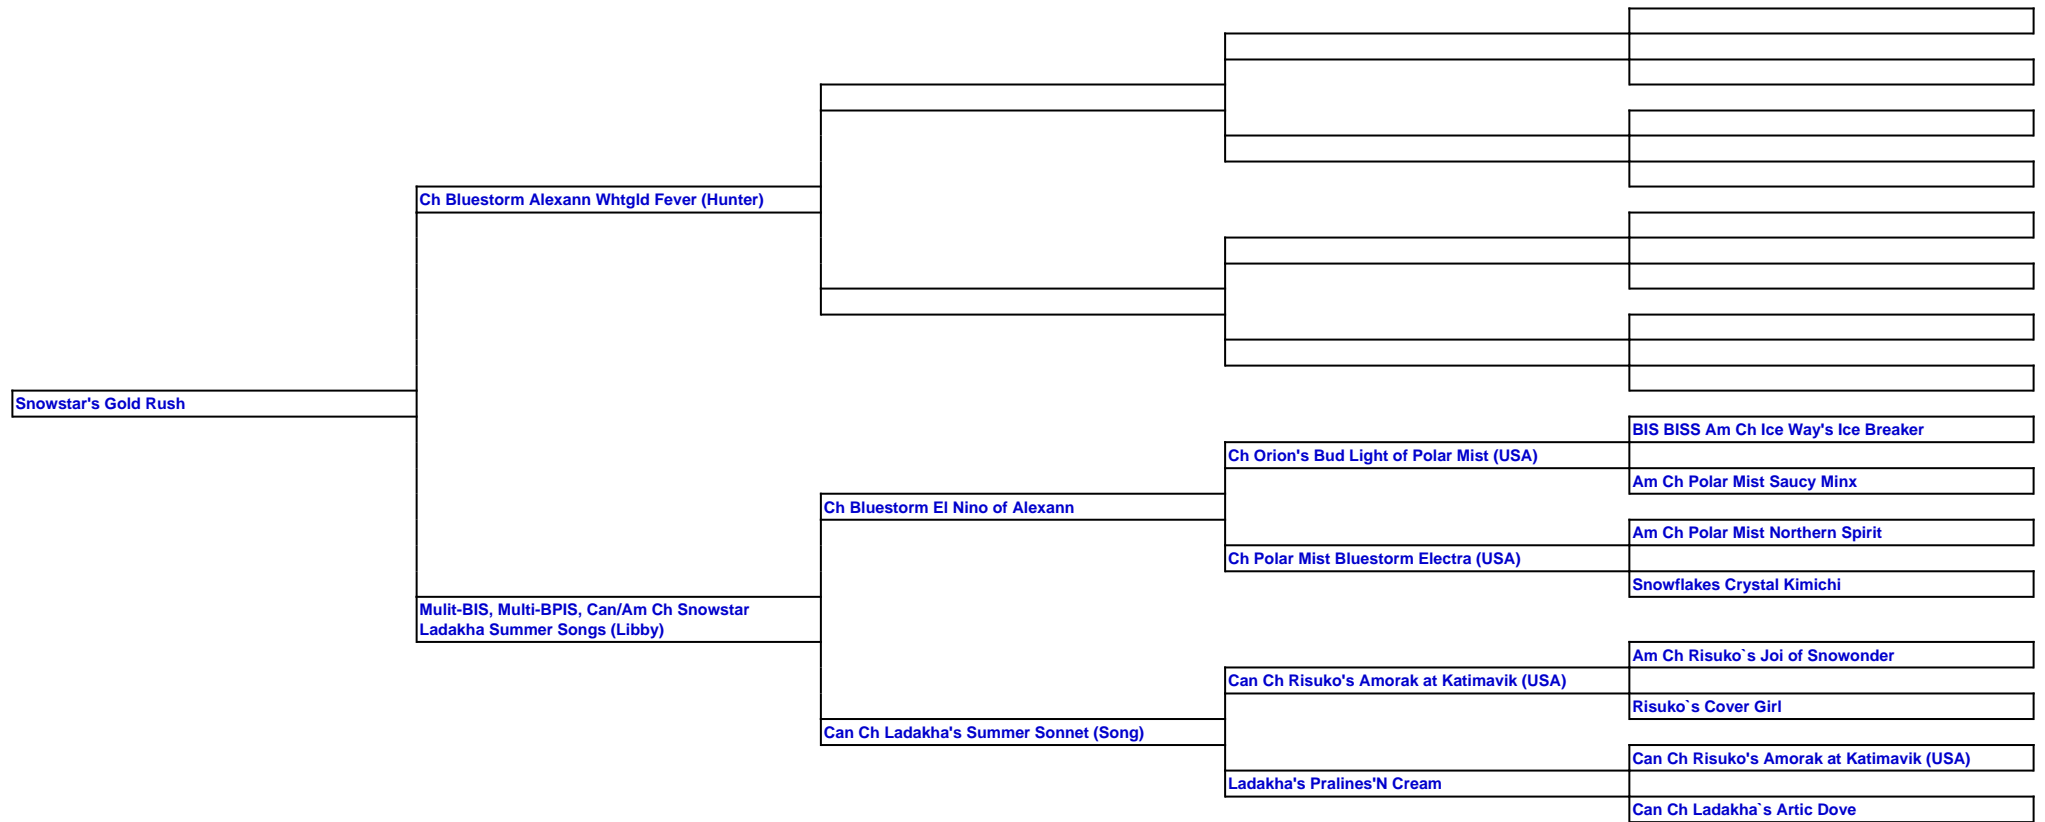 Ch Bluestorm Alexann Whtgld Fever (Hunter)
Snowstar's Gold Rush
BIS BISS Am Ch Ice Way's Ice Breaker
Ch Orion's Bud Light of Polar Mist (USA)
Am Ch Polar Mist Saucy Minx
Ch Bluestorm El Nino of Alexann
Am Ch Polar Mist Northern Spirit
Ch Polar Mist Bluestorm Electra (USA)
Snowflakes Crystal Kimichi
Mulit-BIS, Multi-BPIS, Can/Am Ch Snowstar
Ladakha Summer Songs (Libby)
Am Ch Risuko`s Joi of Snowonder
Can Ch Risuko's Amorak at Katimavik (USA)
Risuko`s Cover Girl
Can Ch Ladakha's Summer Sonnet (Song)
Can Ch Risuko's Amorak at Katimavik (USA)
Ladakha's Pralines'N Cream
Can Ch Ladakha`s Artic Dove